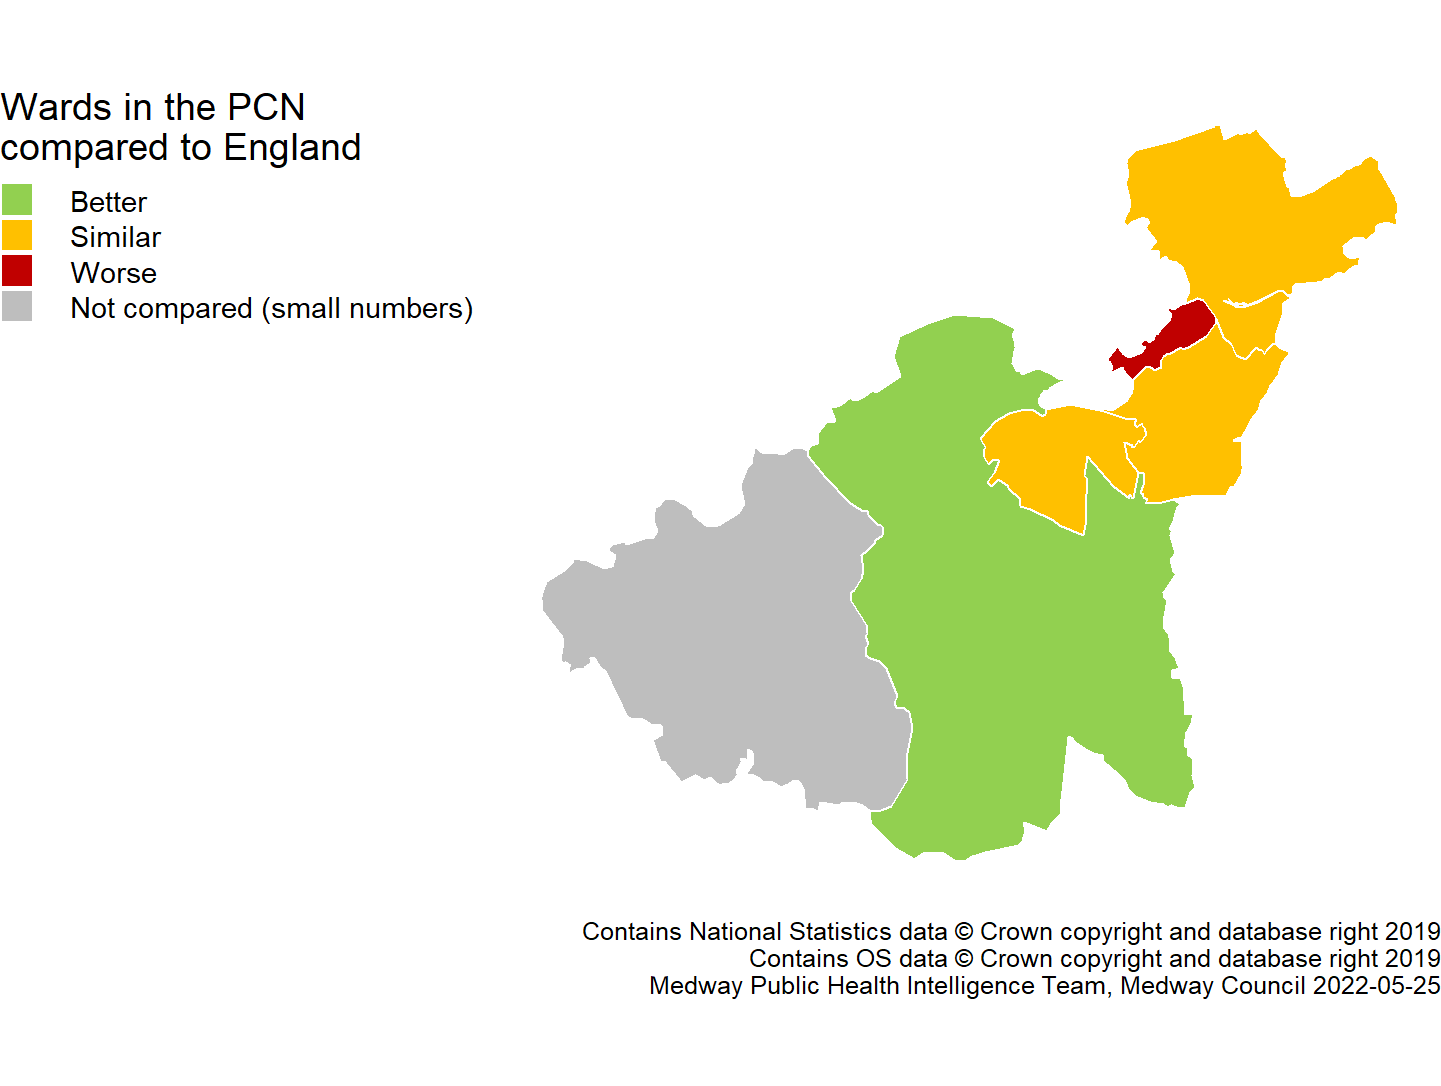 Wards in the PCN
compared to England
Better
Similar
Worse
Not compared (small numbers)
Contains National Statistics data © Crown copyright and database right 2019
Contains OS data © Crown copyright and database right 2019
Medway Public Health Intelligence Team, Medway Council 2022-05-25